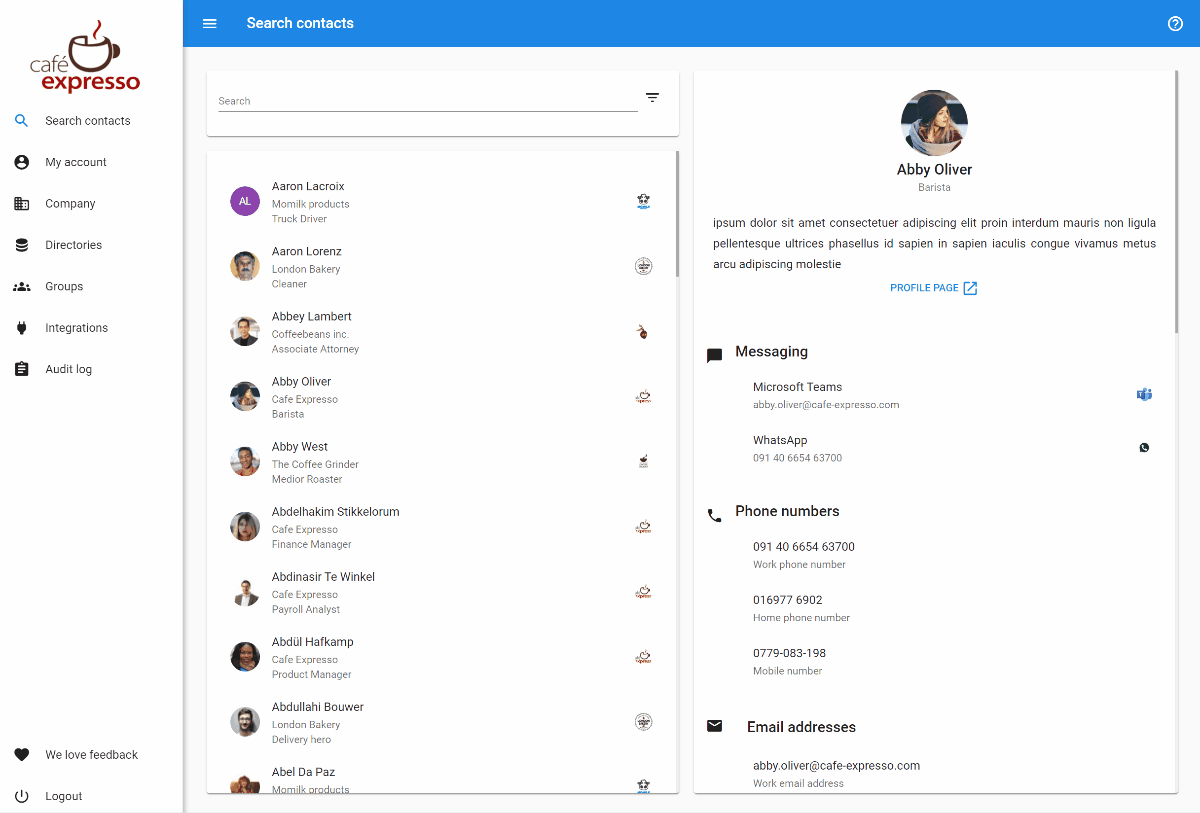 café
expresso
Search contacts
My account
Company
Directories
Groups
Integrations
Audit log
We love feedback
Logout
Search contacts
Search
AL
Aaron Lacroix
Momilk products
Truck Driver
Aaron Lorenz
London Bakery
Cleaner
Abbey Lambert
Coffeebeans inc.
Associate Attorney
Abby Oliver
Cafe Expresso
Barista
Abby West
The Coffee Grinder
Medior Roaster
Abdelhakim Stikkelorum
Cafe Expresso
Finance Manager
Abdinasir Te Winkel
Cafe Expresso
Payroll Analyst
Abdül Hafkamp
Cafe Expresso
Product Manager
Abdullahi Bouwer
London Bakery
Delivery hero
Abel Da Paz
Momilk products
Abby Oliver
Barista
ipsum dolor sit amet consectetuer adipiscing elit proin interdum mauris non ligula
pellentesque ultrices phasellus id sapien in sapien iaculis congue vivamus metus
arcu adipiscing molestie
PROFILE PAGE
Messaging
Microsoft Teams
abby.oliver@cafe-expresso.com
WhatsApp
091 40 6654 63700
Phone numbers
091 40 6654 63700
Work phone number
016977 6902
Home phone number
0779-083-198
Mobile number
Email addresses
abby.oliver@cafe-expresso.com
Work email address